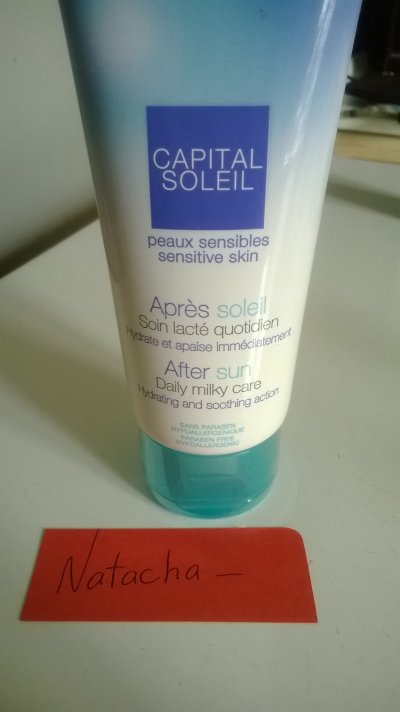 CAPITAL
SOLEIL
peaux sensibles
sensitive skin
Après soleil
Soin lacté quotidien
Hydrate et apaise immédiatement
After sun
Daily milky care
Hydrating and soothing action
SANS PARABEN
HYPOALLERGÉNIQUE
PARABEN FREE
HYPOALLERGENIC
Natacha –